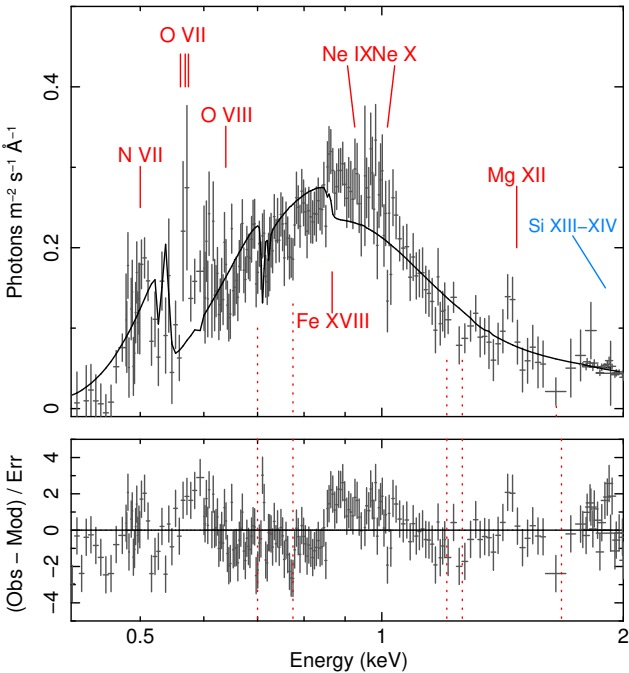 O VII
Ne IXNe X
O VIII
N VII
Mg XII
Si XIII−XIV
Fe XVIII
Photons m−2 s−1 Å−1
0.4
0.2
0
(Obs − Mod) / Err
4
2
0
−2
−4
0.5
1
2
Energy (keV)